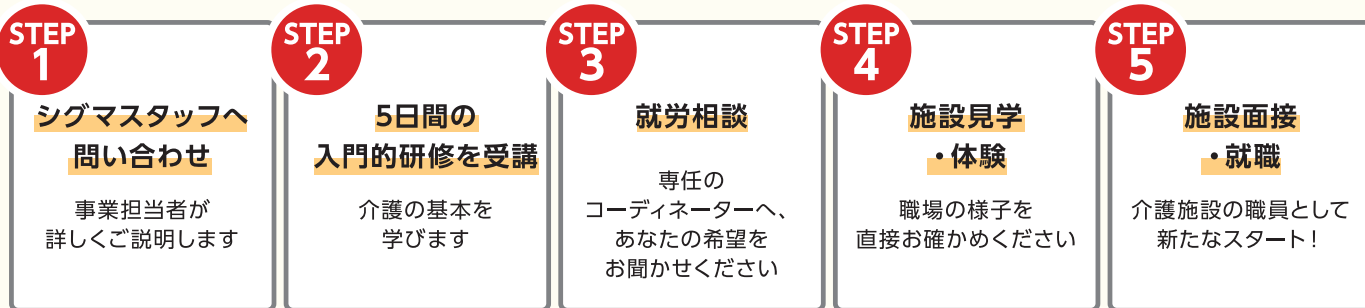 STEP
1
シグマスタッフへ
問い合わせ
事業担当者が
詳しくご説明します
STEP
2
5日間の
入門的研修を受講
介護の基本を
学びます
STEP
3
就労相談
専任の
コーディネーターへ、
あなたの希望を
お聞かせください
STEP
4
施設見学
・体験
職場の様子を
直接お確かめください
STEP
5
施設面接
・就職
介護施設の職員として
新たなスタート!